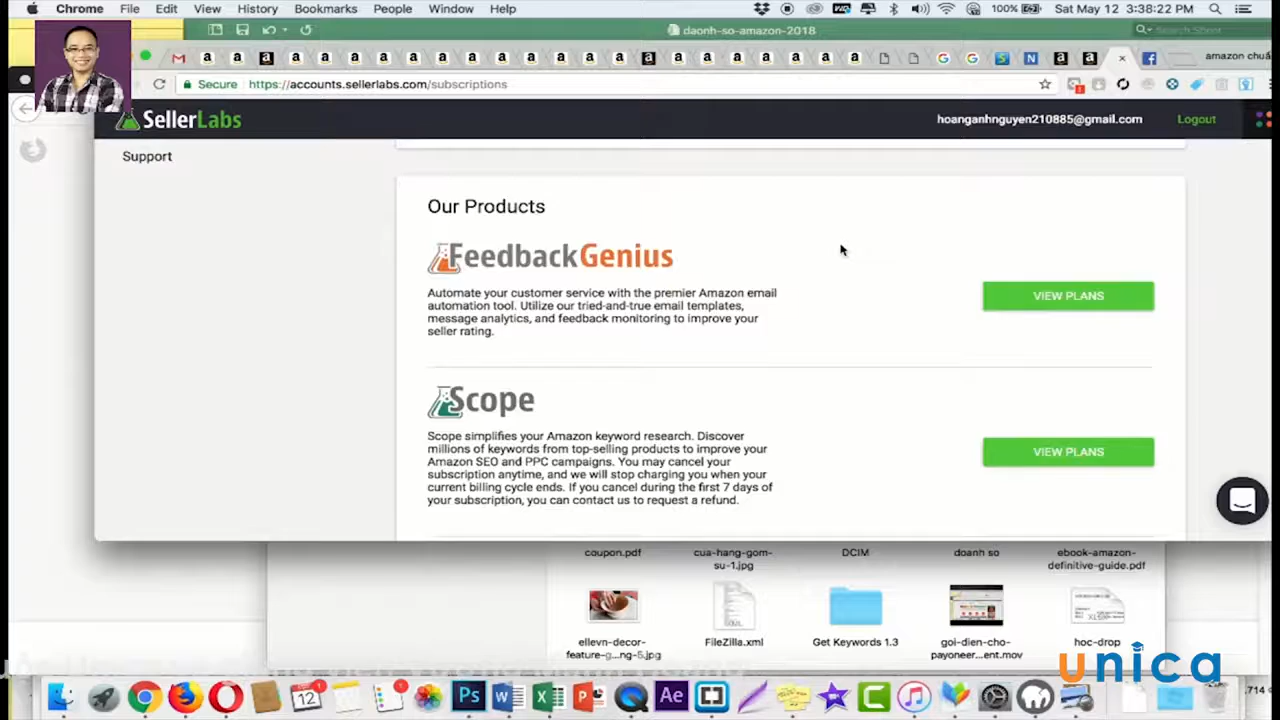 Chrome File Edit View History Bookmarks People Window Help 100% Sat May 12 3:38:22 PM
daonh-so-amazon-2018
Search Sheet
amazon chuẩ
Secure https://accounts.sellerlabs.com/subscriptions
SellerLabs hoanganhnguyen210885@gmail.com Logout
Support
Our Products
FeedbackGenius
Automate your customer service with the premier Amazon email
automation tool. Utilize our tried-and-true email templates,
message analytics, and feedback monitoring to improve your
seller rating.
VIEW PLANS
Scope
Scope simplifies your Amazon keyword research. Discover
millions of keywords from top-selling products to improve your
Amazon SEO and PPC campaigns. You may cancel your
subscription anytime, and we will stop charging you when your
current billing cycle ends. If you cancel during the first 7 days of
your subscription, you can contact us to request a refund.
VIEW PLANS
coupon.pdf
cua-hang-gom-
su-1.jpg
DCIM
doanh so
ebook-amazon-
definitive-guide.pdf
ellevn-decor-
feature-g...ng-5.jpg
FileZilla.xml
Get Keywords 1.3
goi-dien-cho-
payoneer...ent.mov
hoc-drop
unica
.714